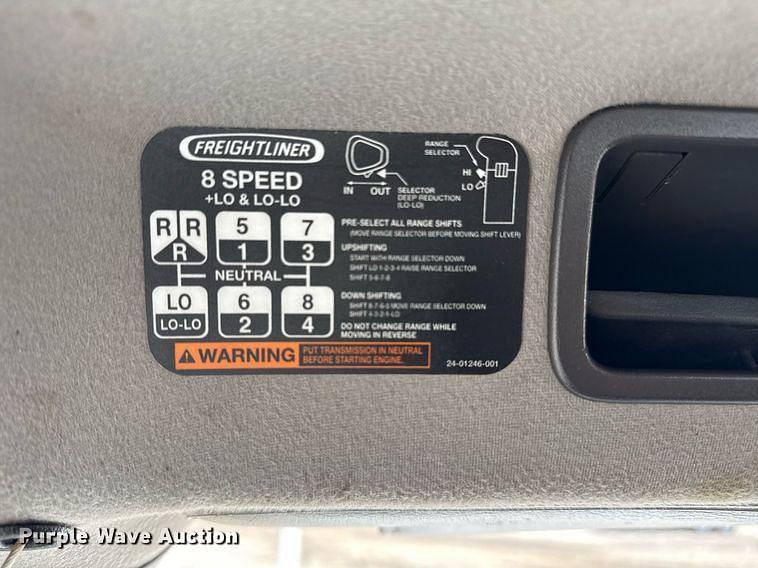 FREIGHTLINER
8 SPEED
+LO & LO-LO
R R
R
5
1
7
3
NEUTRAL
LO
LO-LO
6
2
8
4
IN OUT
SELECTOR
DEEP REDUCTION
(LO-LO)
RANGE
SELECTOR
HI
LO
PRE-SELECT ALL RANGE SHIFTS
(MOVE RANGE SELECTOR BEFORE MOVING SHIFT LEVER)
UPSHIFTING
START WITH RANGE SELECTOR DOWN
SHIFT LO 1-2-3-4 RAISE RANGE SELECTOR
SHIFT 5-6-7-8
DOWN SHIFTING
SHIFT 8-7-6-5 MOVE RANGE SELECTOR DOWN
SHIFT 4-3-2-1-LO
DO NOT CHANGE RANGE WHILE
MOVING IN REVERSE
WARNING
PUT TRANSMISSION IN NEUTRAL
BEFORE STARTING ENGINE.
24-01246-001
Purple Wave Auction